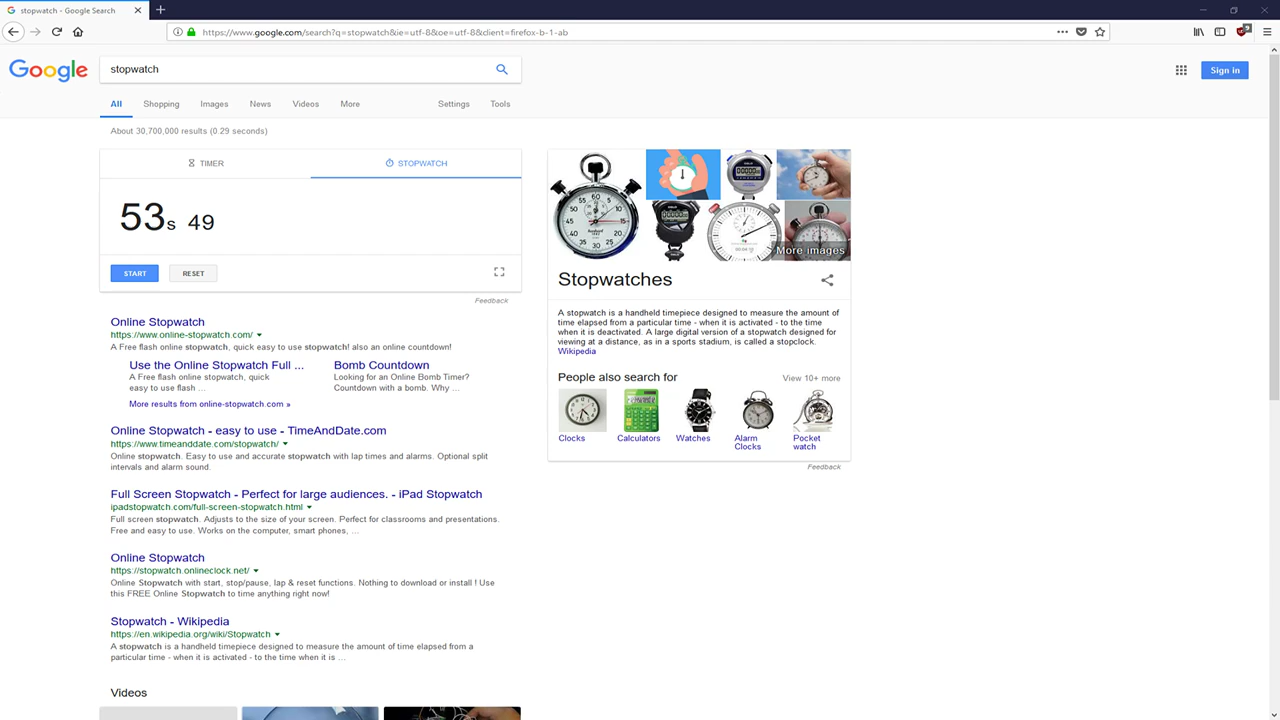 stopwatch - Google Search
https://www.google.com/search?q=stopwatch&ie=utf-8&oe=utf-8&client=firefox-b-1-ab
Google
stopwatch
Sign in
All Shopping Images News Videos More Settings Tools
About 30,700,000 results (0.29 seconds)
TIMER STOPWATCH
53s 49
START RESET
Feedback
Online Stopwatch
https://www.online-stopwatch.com/
A Free flash online stopwatch, quick easy to use stopwatch! also an online countdown!
Use the Online Stopwatch Full ...
A Free flash online stopwatch, quick
easy to use flash ...
Bomb Countdown
Looking for an Online Bomb Timer?
Countdown with a bomb. Why ...
More results from online-stopwatch.com »
Online Stopwatch - easy to use - TimeAndDate.com
https://www.timeanddate.com/stopwatch/
Online stopwatch. Easy to use and accurate stopwatch with lap times and alarms. Optional split
intervals and alarm sound.
Full Screen Stopwatch - Perfect for large audiences. - iPad Stopwatch
ipadstopwatch.com/full-screen-stopwatch.html
Full screen stopwatch. Adjusts to the size of your screen. Perfect for classrooms and presentations.
Free and easy to use. Works on the computer, smart phones, ...
Online Stopwatch
https://stopwatch.onlineclock.net/
Online Stopwatch with start, stop/pause, lap & reset functions. Nothing to download or install ! Use
this FREE Online Stopwatch to time anything right now!
Stopwatch - Wikipedia
https://en.wikipedia.org/wiki/Stopwatch
A stopwatch is a handheld timepiece designed to measure the amount of time elapsed from a
particular time - when it is activated - to the time when it is ...
Videos
More images
Stopwatches
A stopwatch is a handheld timepiece designed to measure the amount of
time elapsed from a particular time - when it is activated - to the time
when it is deactivated. A large digital version of a stopwatch designed for
viewing at a distance, as in a sports stadium, is called a stopclock.
Wikipedia
People also search for View 10+ more
Clocks
Calculators
Watches
Alarm
Clocks
Pocket
watch
Feedback